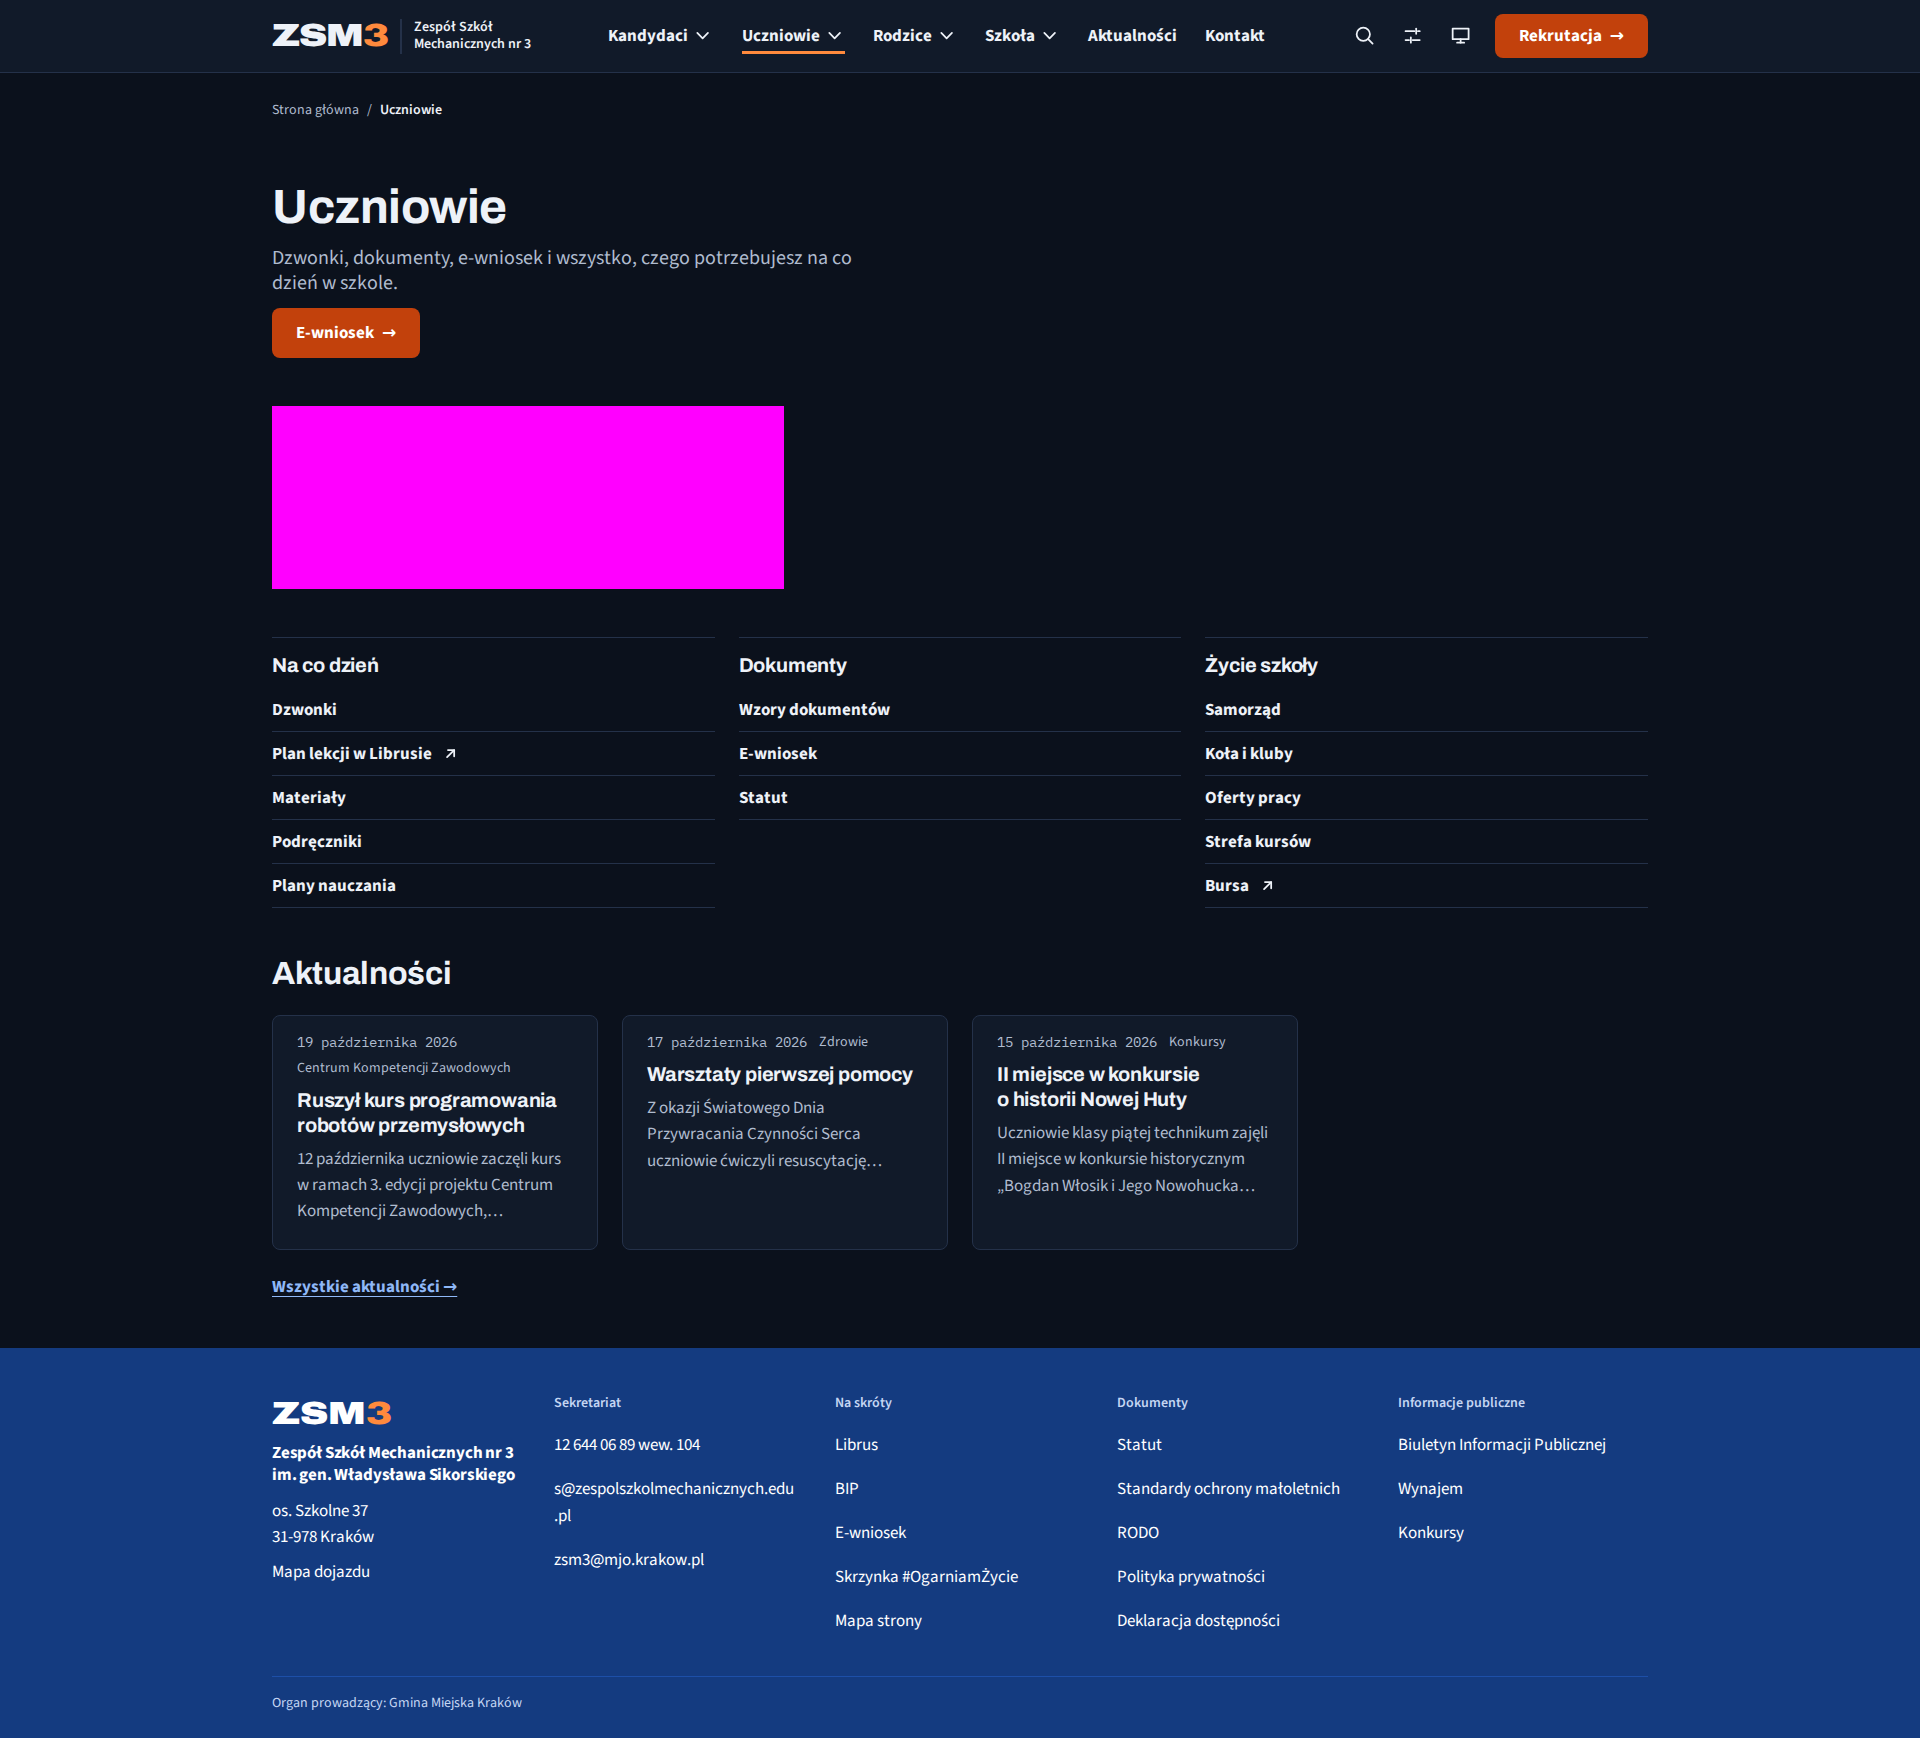 ZSM3
Zespół Szkół
Mechanicznych nr 3
Kandydaci
Uczniowie
Rodzice
Szkoła
Aktualności
Kontakt
Rekrutacja →
Strona główna / Uczniowie
Uczniowie
Dzwonki, dokumenty, e-wniosek i wszystko, czego potrzebujesz na co
dzień w szkole.
E-wniosek →
Na co dzień
Dzwonki
Plan lekcji w Librusie
Materiały
Podręczniki
Plany nauczania
Dokumenty
Wzory dokumentów
E-wniosek
Statut
Życie szkoły
Samorząd
Koła i kluby
Oferty pracy
Strefa kursów
Bursa
Aktualności
19 października 2026
Centrum Kompetencji Zawodowych
Ruszył kurs programowania
robotów przemysłowych
12 października uczniowie zaczęli kurs
w ramach 3. edycji projektu Centrum
Kompetencji Zawodowych,…
17 października 2026 Zdrowie
Warsztaty pierwszej pomocy
Z okazji Światowego Dnia
Przywracania Czynności Serca
uczniowie ćwiczyli resuscytację…
15 października 2026 Konkursy
II miejsce w konkursie
o historii Nowej Huty
Uczniowie klasy piątej technikum zajęli
II miejsce w konkursie historycznym
„Bogdan Włosik i Jego Nowohucka…
Wszystkie aktualności →
ZSM3
Zespół Szkół Mechanicznych nr 3
im. gen. Władysława Sikorskiego
os. Szkolne 37
31-978 Kraków
Mapa dojazdu
Sekretariat
12 644 06 89 wew. 104
s@zespolszkolmechanicznych.edu
.pl
zsm3@mjo.krakow.pl
Na skróty
Librus
BIP
E-wniosek
Skrzynka #OgarniamŻycie
Mapa strony
Dokumenty
Statut
Standardy ochrony małoletnich
RODO
Polityka prywatności
Deklaracja dostępności
Informacje publiczne
Biuletyn Informacji Publicznej
Wynajem
Konkursy
Organ prowadzący: Gmina Miejska Kraków